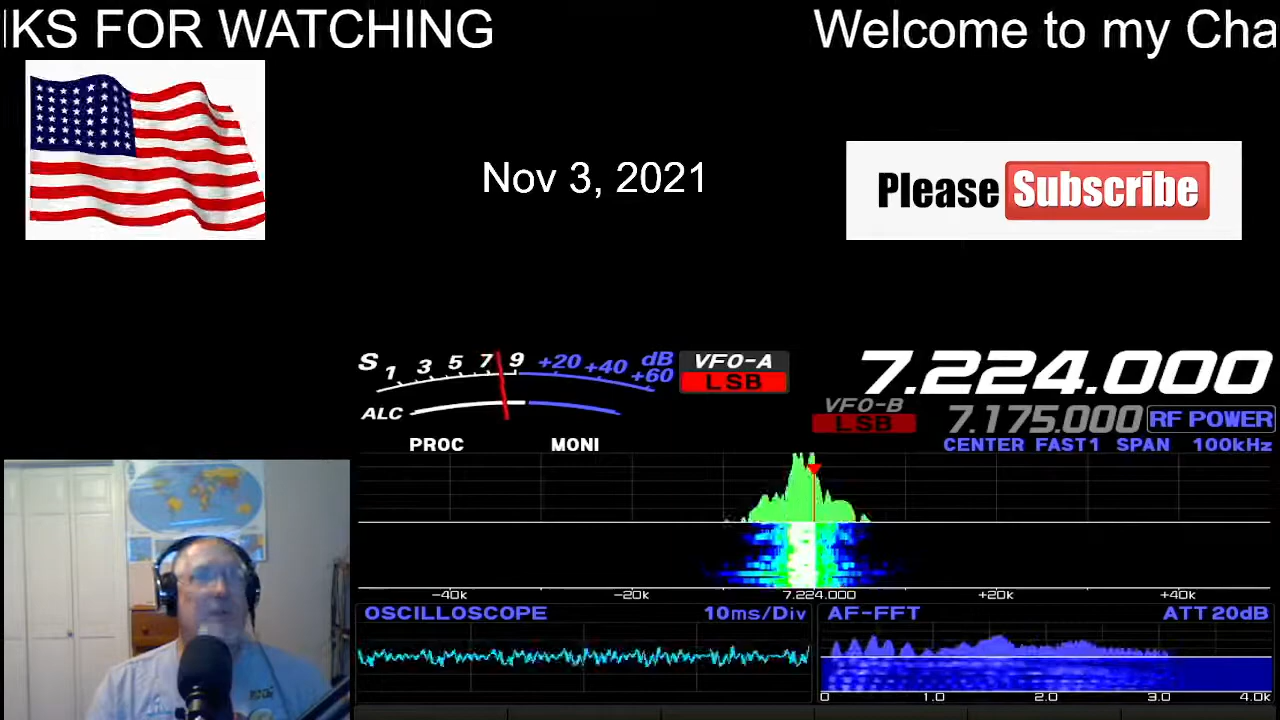 IKS FOR WATCHING
Welcome to my Cha
Nov 3, 2021
Please Subscribe
S 1 3 5 7 9 +20 +40 +60 dB
VFO-A
LSB
7.224.000
ALC
VFO-B
LSB
7.175.000
RF POWER
PROC
MONI
CENTER FAST1 SPAN 100kHz
-40k -20k 7.224.000 +20k +40k
OSCILLOSCOPE 10ms/Div
AF-FFT ATT 20dB
0 1.0 2.0 3.0 4.0K